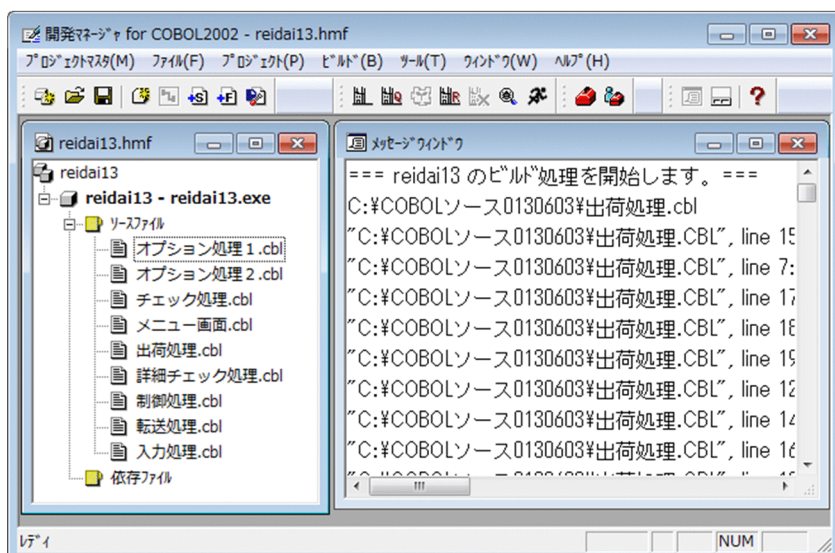 開発ﾏﾈｰｼﾞｬ for COBOL2002 - reidai13.hmf
ﾌﾟﾛｼﾞｪｸﾄﾏｽﾀ(M) ﾌｧｲﾙ(F) ﾌﾟﾛｼﾞｪｸﾄ(P) ﾋﾞﾙﾄﾞ(B) ﾂｰﾙ(T) ｳｨﾝﾄﾞｳ(W) ﾍﾙﾌﾟ(H)
reidai13.hmf
reidai13
reidai13 - reidai13.exe
ｿｰｽﾌｧｲﾙ
オプション処理１.cbl
オプション処理２.cbl
チェック処理.cbl
メニュー画面.cbl
出荷処理.cbl
詳細チェック処理.cbl
制御処理.cbl
転送処理.cbl
入力処理.cbl
依存ﾌｧｲﾙ
ﾒｯｾｰｼﾞｳｨﾝﾄﾞｳ
=== reidai13 のﾋﾞﾙﾄﾞ処理を開始します。===
C:¥COBOLソース0130603¥出荷処理.cbl
"C:¥COBOLソース0130603¥出荷処理.CBL", line 15
"C:¥COBOLソース0130603¥出荷処理.CBL", line 7:
"C:¥COBOLソース0130603¥出荷処理.CBL", line 17
"C:¥COBOLソース0130603¥出荷処理.CBL", line 18
"C:¥COBOLソース0130603¥出荷処理.CBL", line 19
"C:¥COBOLソース0130603¥出荷処理.CBL", line 12
"C:¥COBOLソース0130603¥出荷処理.CBL", line 14
"C:¥COBOLソース0130603¥出荷処理.CBL", line 16
ﾚﾃﾞｨ
NUM